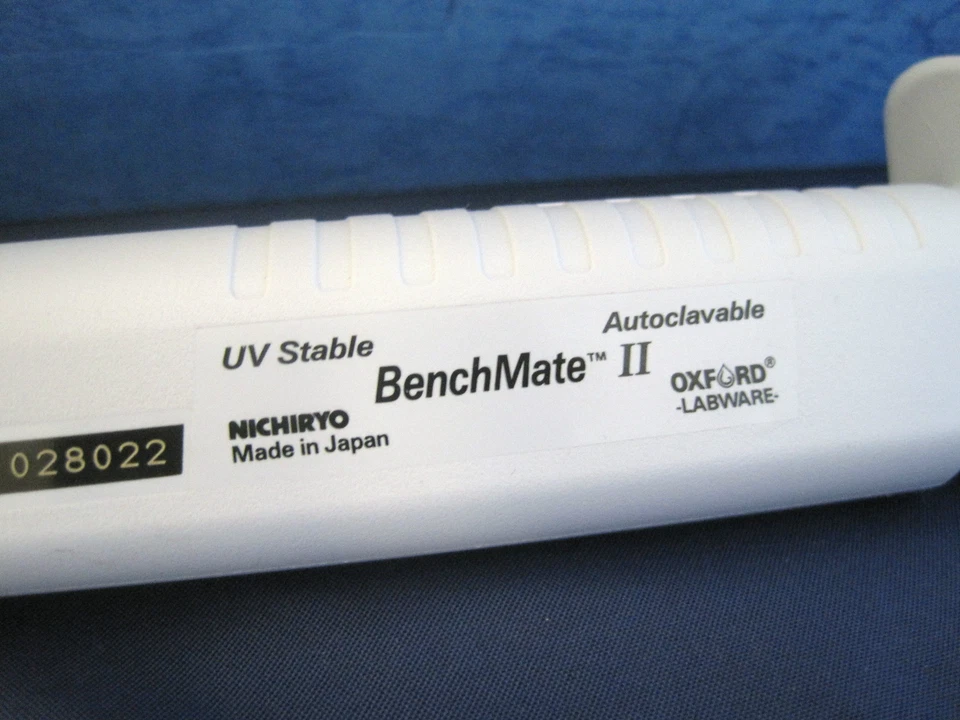 UV Stable
Autoclavable
BenchMate™ II
OXFORD®
-LABWARE-
NICHIRYO
Made in Japan
028022